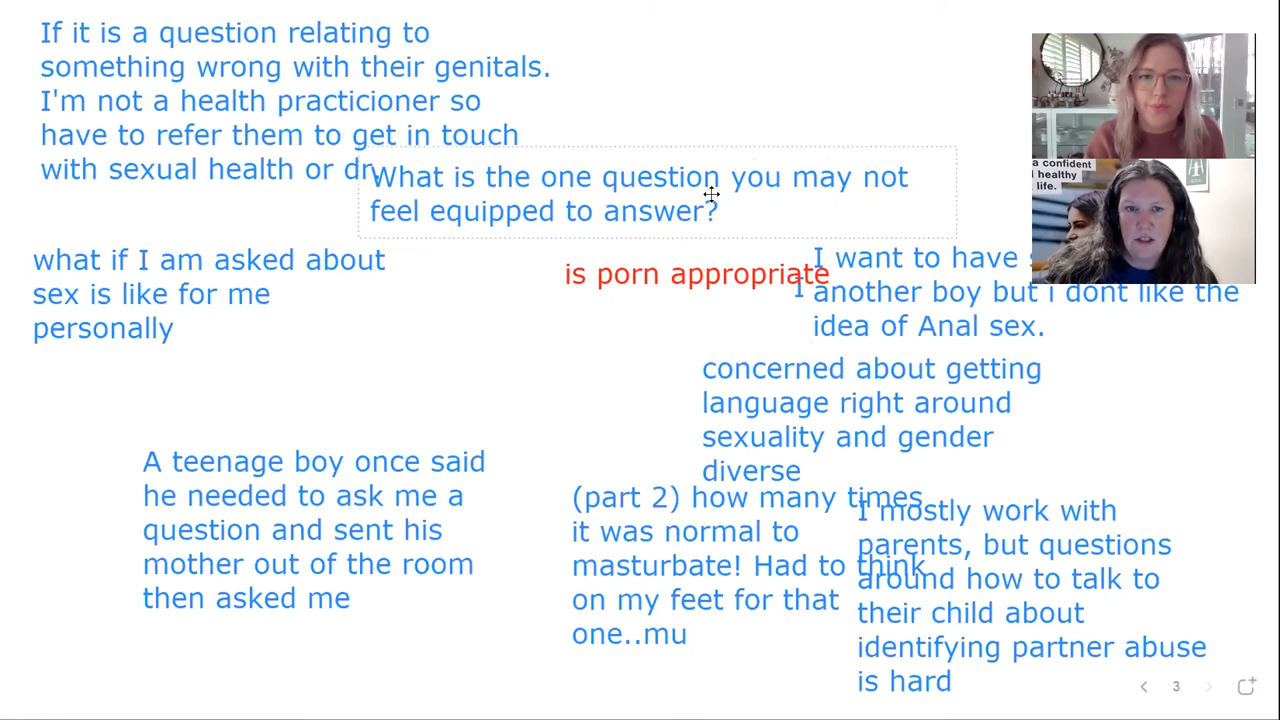 If it is a question relating to
something wrong with their genitals.
I'm not a health practicioner so
have to refer them to get in touch
with sexual health or dr.
What is the one question you may not
feel equipped to answer?
what if I am asked about
sex is like for me
personally
is porn appropriate
I
I want to have
another boy but i dont like the
idea of Anal sex.
concerned about getting
language right around
sexuality and gender
diverse
A teenage boy once said
he needed to ask me a
question and sent his
mother out of the room
then asked me
(part 2) how many times
it was normal to
masturbate! Had to think
on my feet for that
one..mu
I mostly work with
parents, but questions
around how to talk to
their child about
identifying partner abuse
is hard
a confident
healthy
life.
3